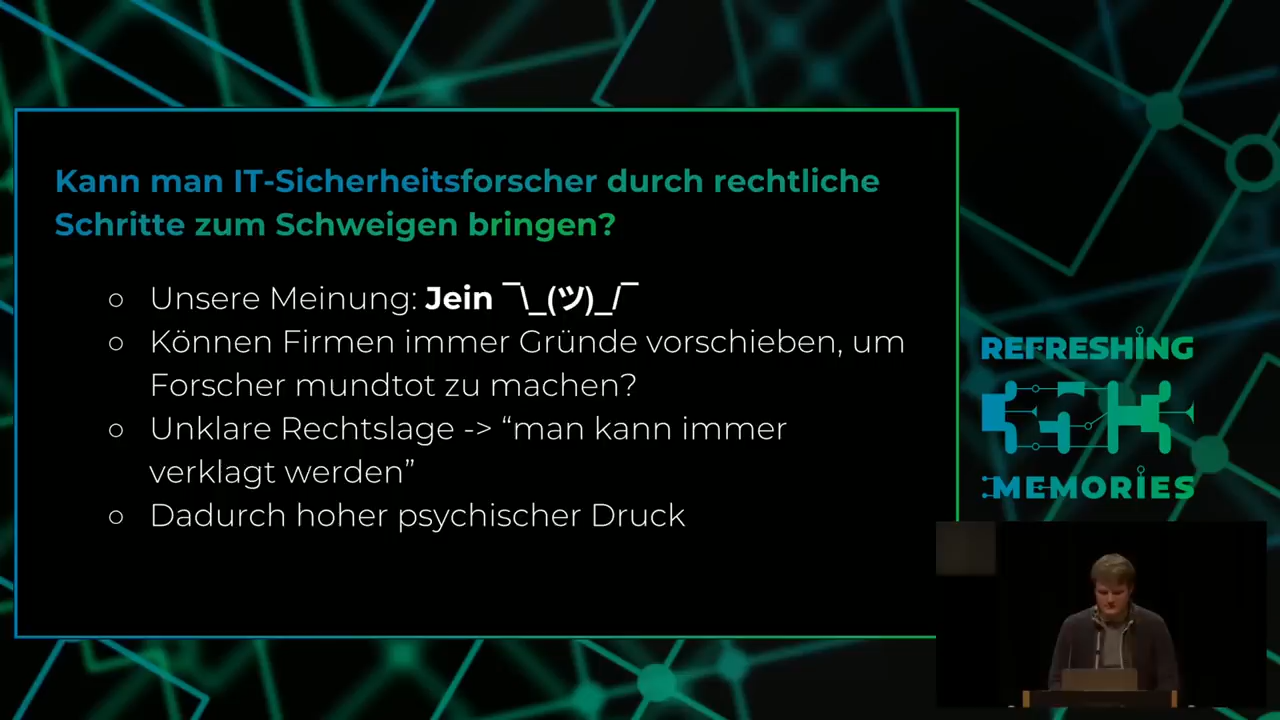 Kann man IT-Sicherheitsforscher durch rechtliche
Schritte zum Schweigen bringen?
○ Unsere Meinung: Jein ¯\_(ツ)_/¯
○ Können Firmen immer Gründe vorschieben, um
Forscher mundtot zu machen?
○ Unklare Rechtslage -> “man kann immer
verklagt werden”
○ Dadurch hoher psychischer Druck
REFRESHING
MEMORIES